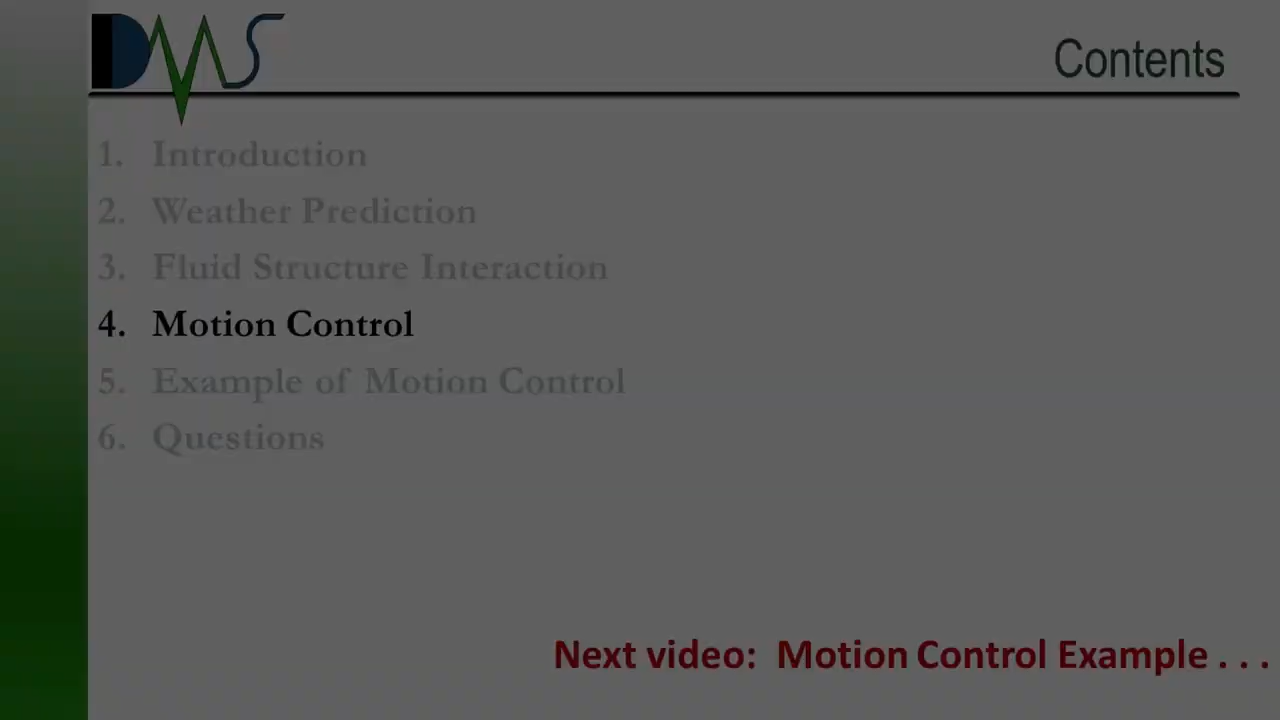 DMS
Contents
1. Introduction
2. Weather Prediction
3. Fluid Structure Interaction
4. Motion Control
5. Example of Motion Control
6. Questions
Next video: Motion Control Example . . .